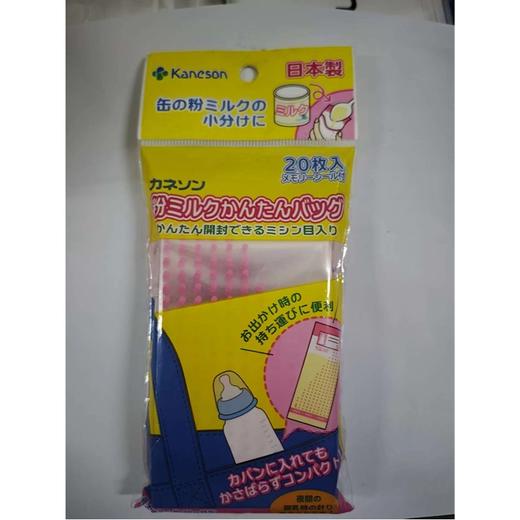 Kaneson
日本製
缶の粉ミルクの
小分けに
ミルク
20枚入
メモリーシール付
カネソン
粉ミルクかんたんバッグ
かんたん開封できるミシン目入り
お出かけ時の
持ち運びに便利
カバンに入れても
かさばらずコンパクト
夜間の